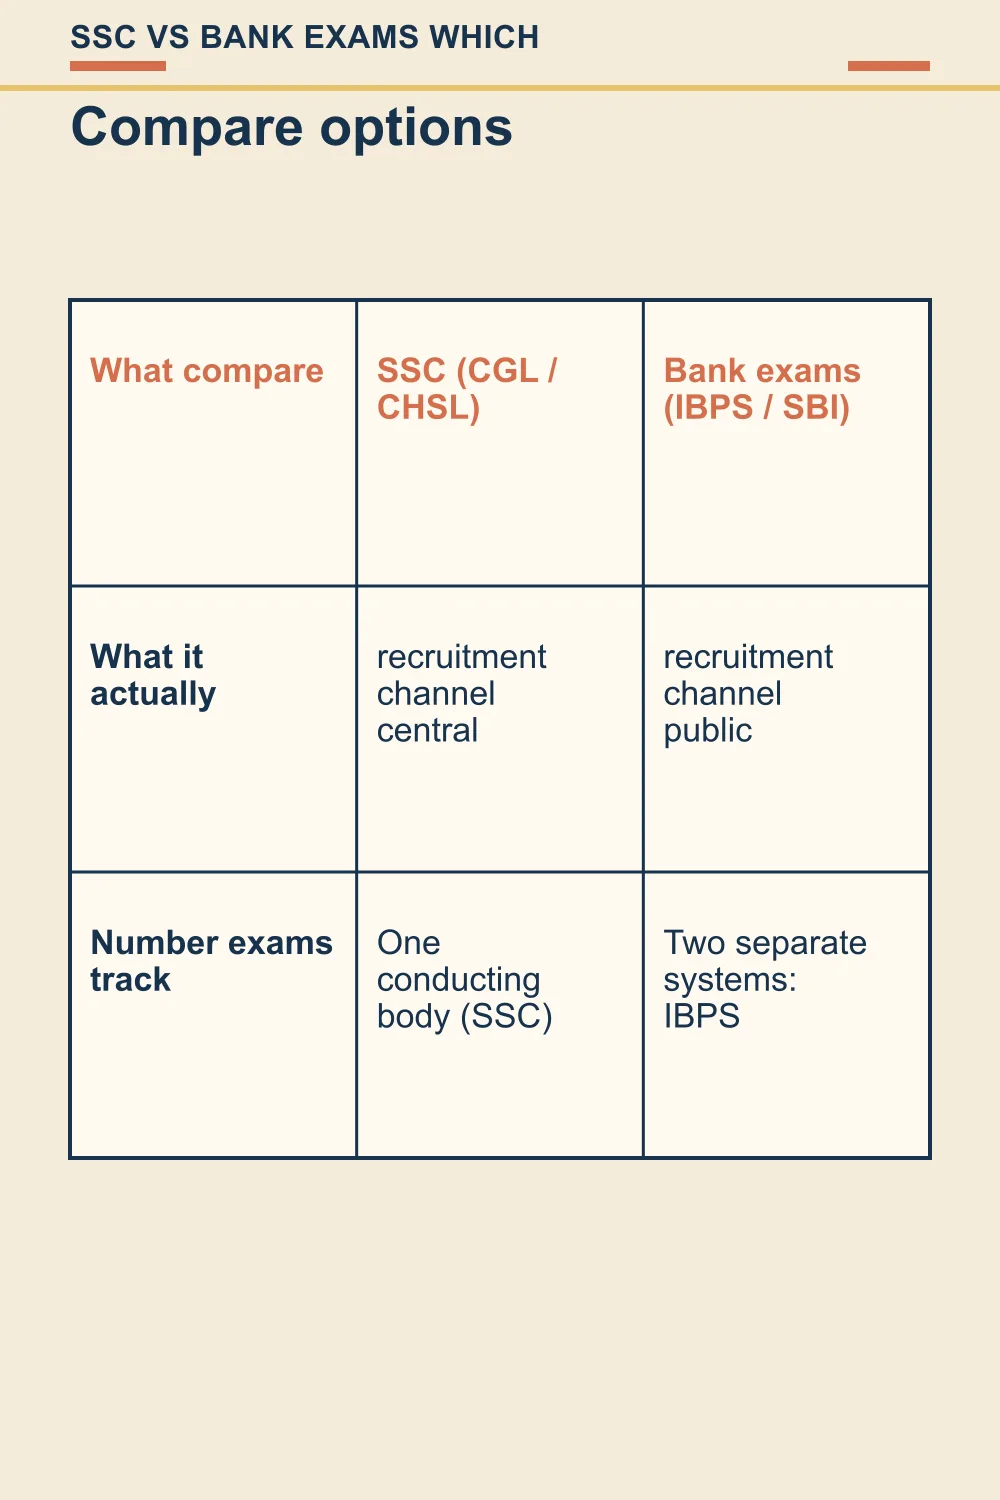 SSC VS BANK EXAMS WHICH
Compare options
What compare
SSC (CGL /
CHSL)
Bank exams
(IBPS / SBI)
What it
actually
recruitment
channel
central
recruitment
channel
public
Number exams
track
One
conducting
body (SSC)
Two separate
systems:
IBPS